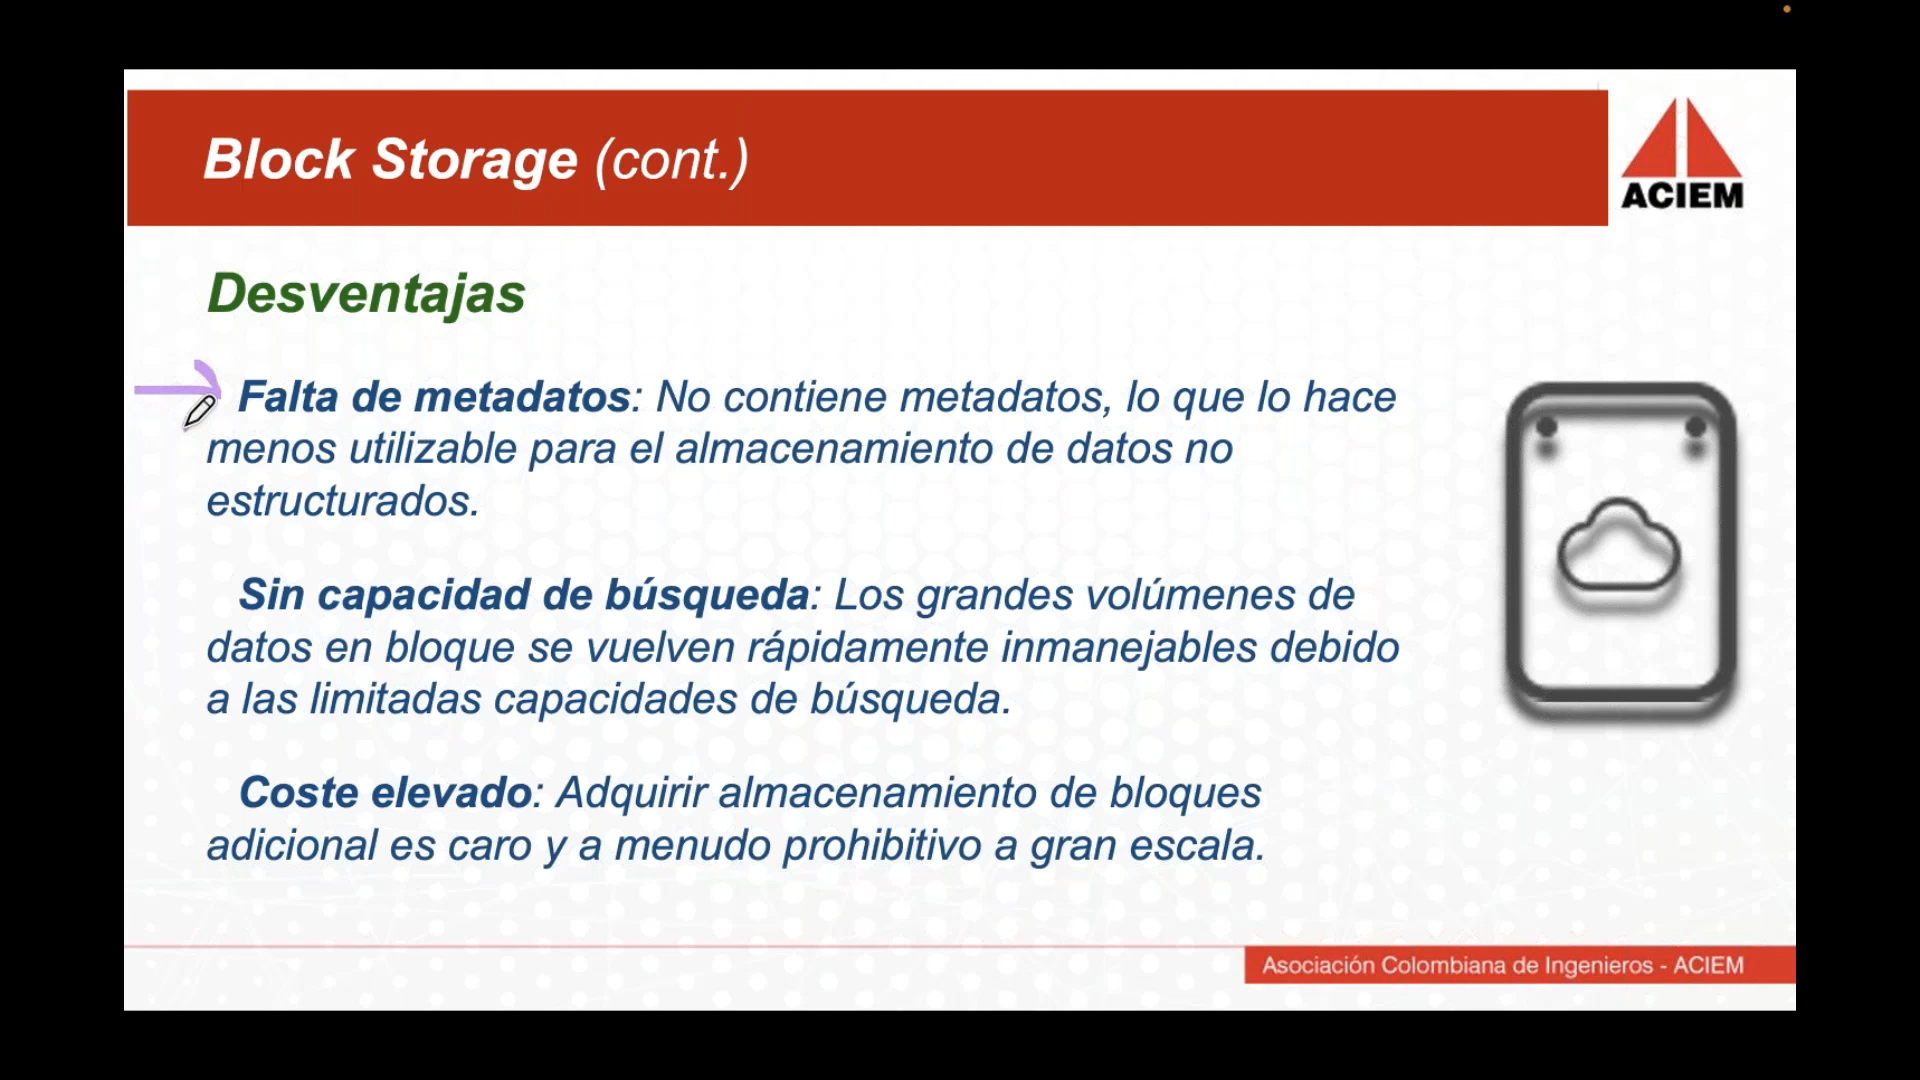 Block Storage (cont.)
ACIEM
Desventajas
Falta de metadatos: No contiene metadatos, lo que lo hace
menos utilizable para el almacenamiento de datos no
estructurados.
Sin capacidad de búsqueda: Los grandes volúmenes de
datos en bloque se vuelven rápidamente inmanejables debido
a las limitadas capacidades de búsqueda.
Coste elevado: Adquirir almacenamiento de bloques
adicional es caro y a menudo prohibitivo a gran escala.
Asociación Colombiana de Ingenieros - ACIEM